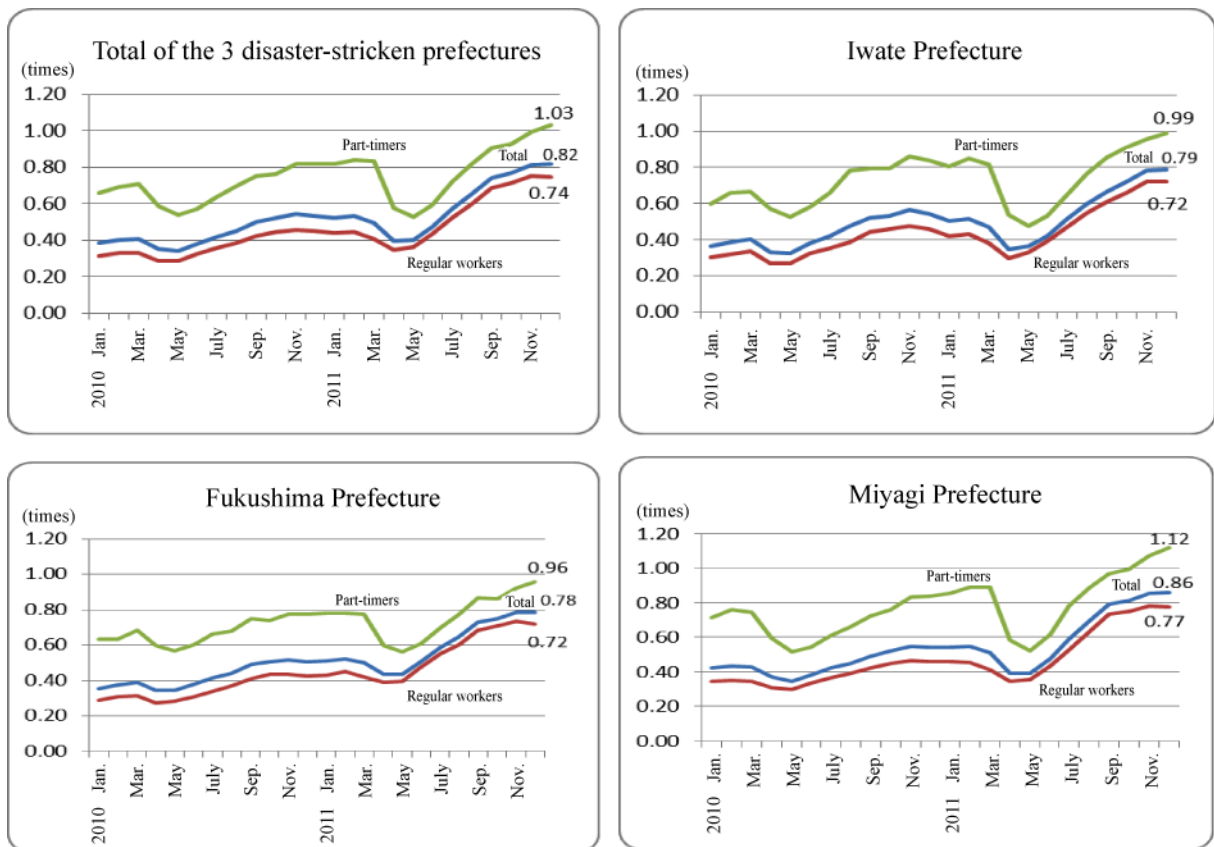 Total of the 3 disaster-stricken prefectures
(times)
1.20
1.00
0.80
0.60
0.40
0.20
0.00
1.03
Part-timers
Total 0.82
0.74
Regular workers
Jan. Mar. May July Sep. Nov. Jan. Mar. May July Sep. Nov.
2010 2011
Iwate Prefecture
(times)
1.20
1.00
0.80
0.60
0.40
0.20
0.00
0.99
Part-timers
Total 0.79
0.72
Regular workers
Jan. Mar. May July Sep. Nov. Jan. Mar. May July Sep. Nov.
2010 2011
Fukushima Prefecture
(times)
1.20
1.00
0.80
0.60
0.40
0.20
0.00
0.96
Part-timers
Total 0.78
0.72
Regular workers
Jan. Mar. May July Sep. Nov. Jan. Mar. May July Sep. Nov.
2010 2011
Miyagi Prefecture
(times)
1.20
1.00
0.80
0.60
0.40
0.20
0.00
1.12
Part-timers
Total 0.86
0.77
Regular workers
Jan. Mar. May July Sep. Nov. Jan. Mar. May July Sep. Nov.
2010 2011